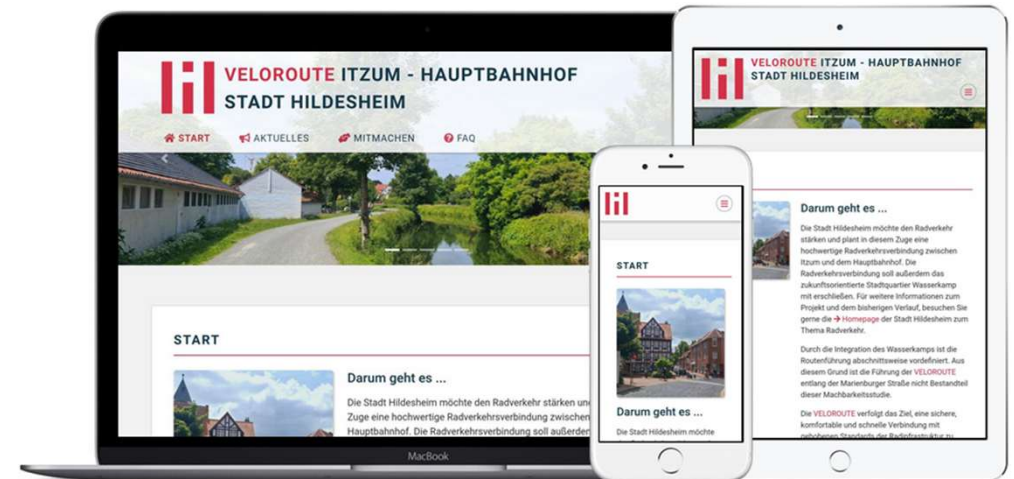 VELOROUTE ITZUM - HAUPTBAHNHOF
STADT HILDESHEIM
START
AKTUELLES
MITMACHEN
FAQ
START
Darum geht es ...
Die Stadt Hildesheim möchte den Radverkehr stärken und
Zuge eine hochwertige Radverkehrsverbindung zwischen
Hauptbahnhof. Die Radverkehrsverbindung soll außerdem
MacBook
START
Darum geht es ...
Die Stadt Hildesheim möchte
VELOROUTE ITZUM - HAUPTBAHNHOF
STADT HILDESHEIM
Darum geht es ...
Die Stadt Hildesheim möchte den Radverkehr
stärken und plant in diesem Zuge eine
hochwertige Radverkehrsverbindung zwischen
Itzum und dem Hauptbahnhof. Die
Radverkehrsverbindung soll außerdem das
zukunftsorientierte Stadtquartier Wasserkamp
mit erschließen. Für weitere Informationen zum
Projekt und dem bisherigen Verlauf, besuchen Sie
gerne die → Homepage der Stadt Hildesheim zum
Thema Radverkehr.
Durch die Integration des Wasserkamps ist die
Routenführung abschnittsweise vordefiniert. Aus
diesem Grund ist die Führung der VELOROUTE
entlang der Marienburger Straße nicht Bestandteil
dieser Machbarkeitsstudie.
Die VELOROUTE verfolgt das Ziel, eine sichere,
komfortable und schnelle Verbindung mit
gehobenen Standards der Radinfrastruktur zu